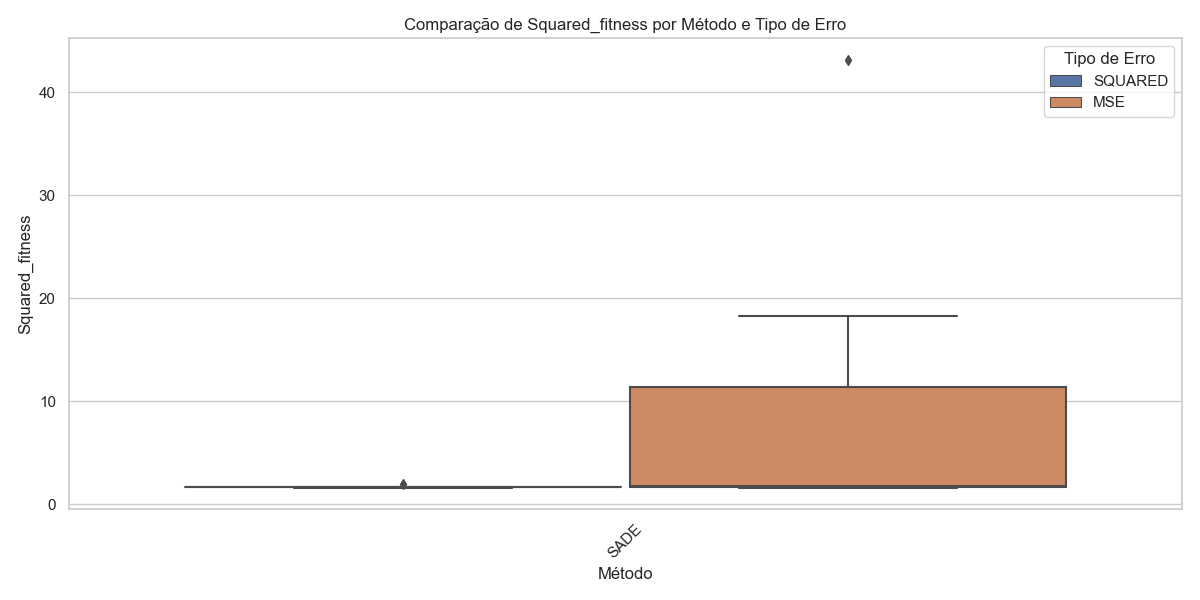 Comparação de Squared_fitness por Método e Tipo de Erro
Tipo de Erro
SQUARED
MSE
Squared_fitness
40
30
20
10
0
SADE
Método